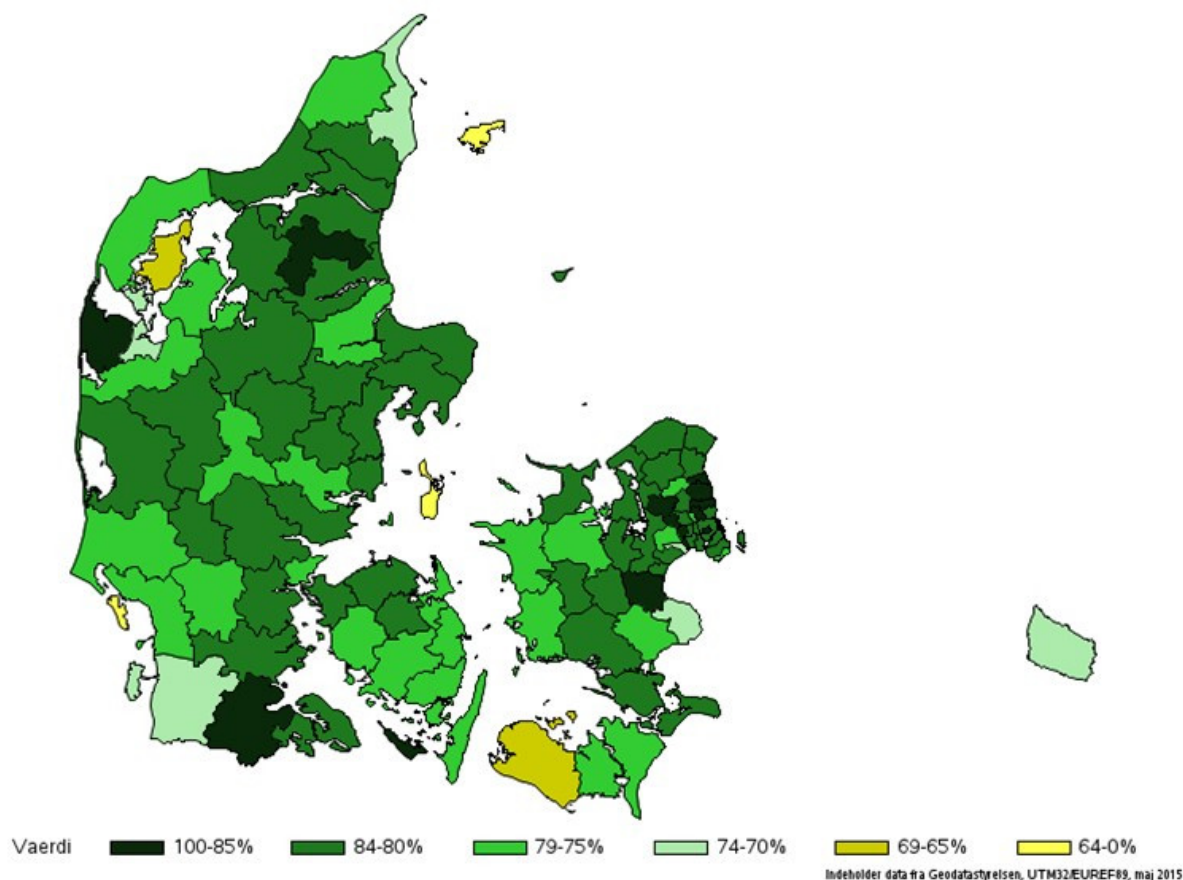 Vaerdi 100-85% 84-80% 79-75% 74-70% 69-65% 64-0%
Indeholder data fra Geodatastyrelsen, UTM32/EUREF89, maj 2015